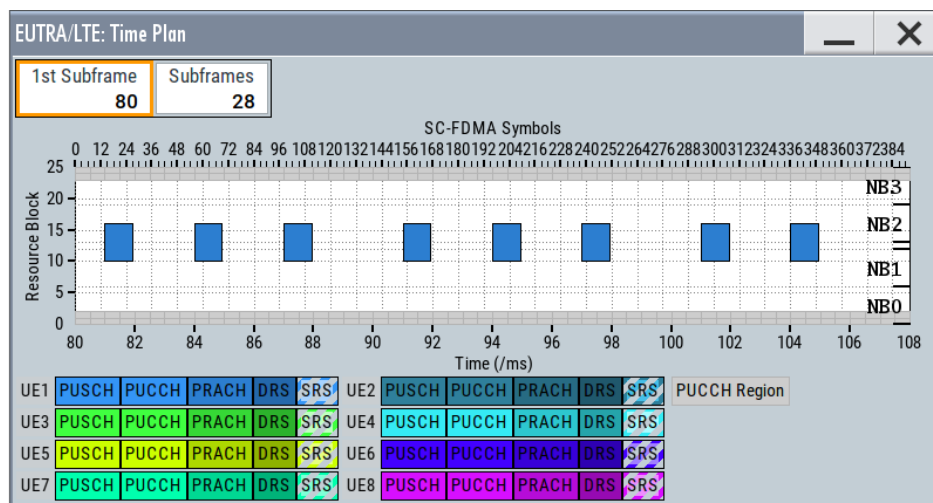 EUTRA/LTE: Time Plan
1st Subframe Subframes
80 28
SC-FDMA Symbols
0 12 24 36 48 60 72 84 96 108 120 132 144 156 168 180 192 204 216 228 240 252 264 276 288 300 312 324 336 348 360 372 384
25
NB3
20
NB2
15
10
NB1
5
NB0
0
Resource Block
80 82 84 86 88 90 92 94 96 98 100 102 104 106 108
Time (/ms)
UE1 PUSCH PUCCH PRACH DRS SRS UE2 PUSCH PUCCH PRACH DRS SRS PUCCH Region
UE3 PUSCH PUCCH PRACH DRS SRS UE4 PUSCH PUCCH PRACH DRS SRS
UE5 PUSCH PUCCH PRACH DRS SRS UE6 PUSCH PUCCH PRACH DRS SRS
UE7 PUSCH PUCCH PRACH DRS SRS UE8 PUSCH PUCCH PRACH DRS SRS